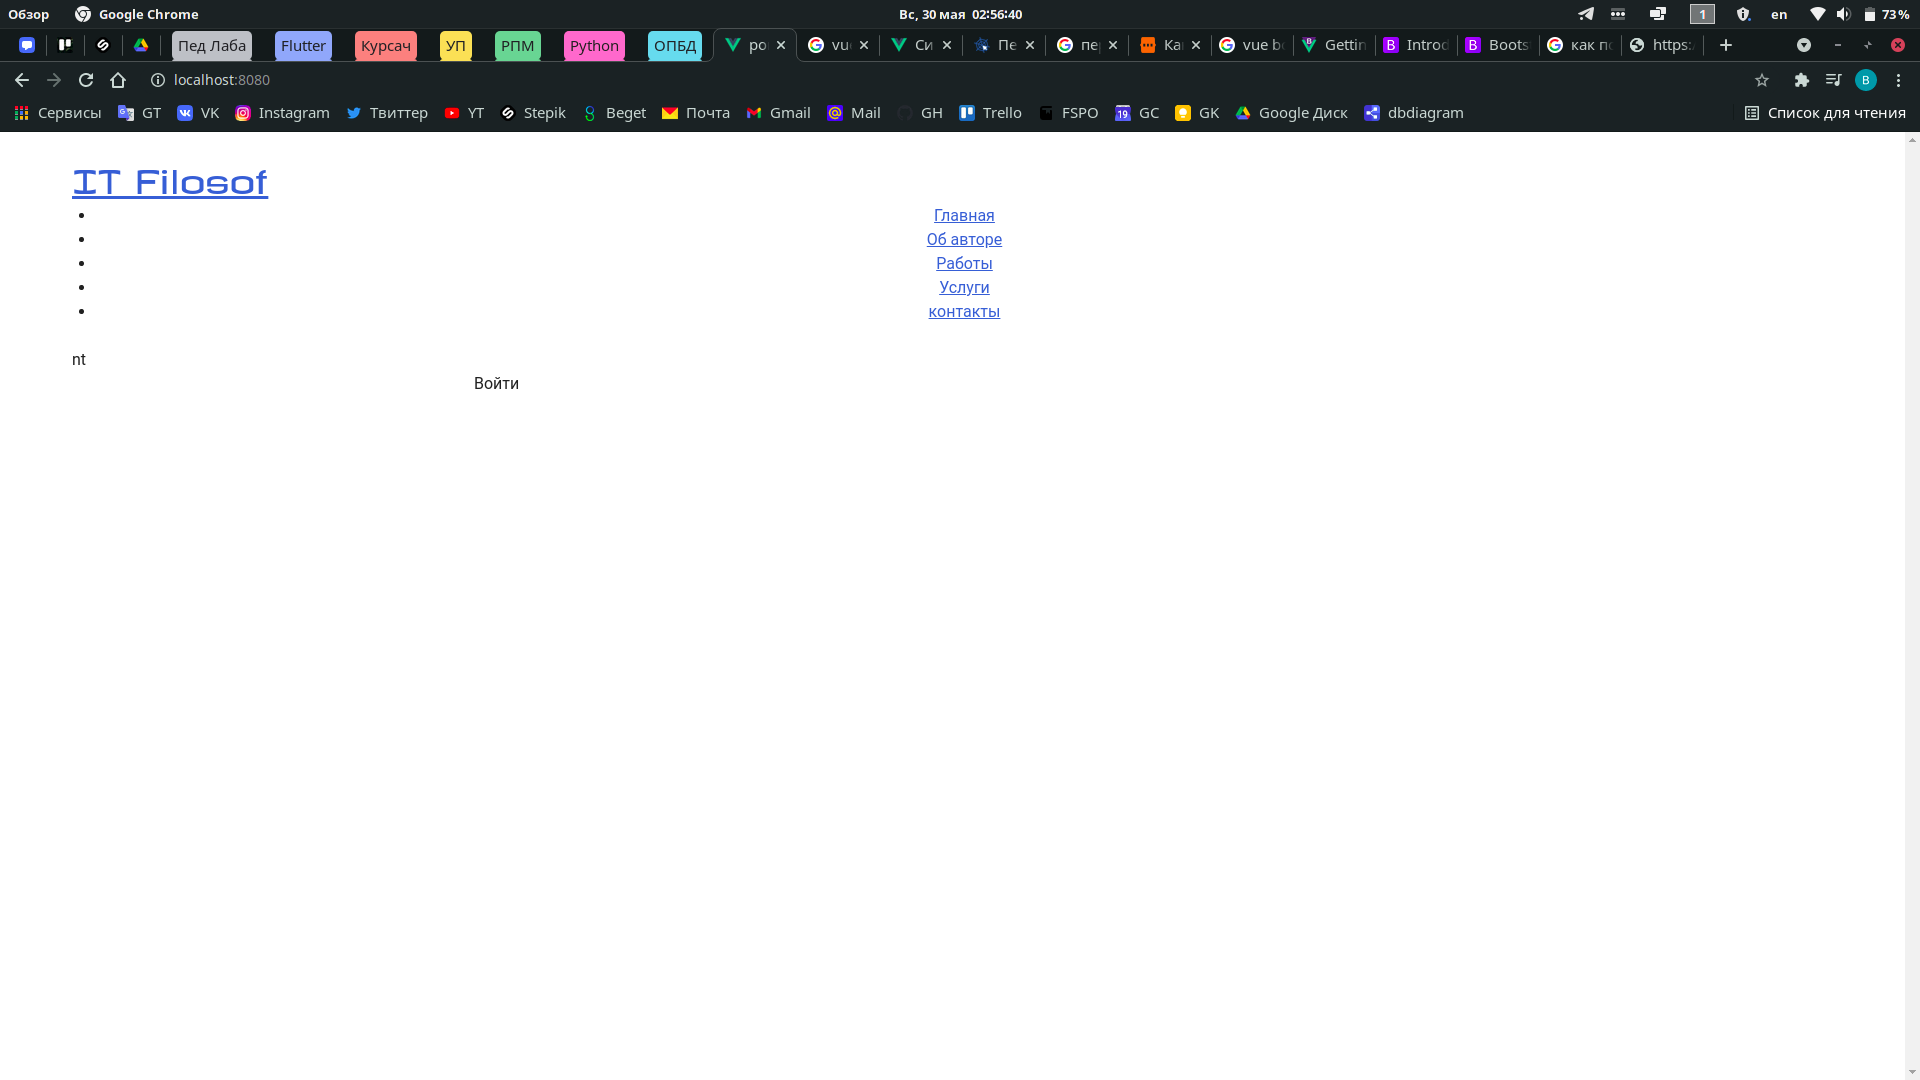 Обзор Google Chrome Вс, 30 мая 02:56:40 1 en 73 %
Пед Лаба Flutter Курсач УП РПМ Python ОПБД po vu Си Пе пе Ка vue b Gettin Introd Boots как п https:
localhost:8080 B
Сервисы GT VK Instagram Твиттер YT Stepik Beget Почта Gmail Mail GH Trello FSPO 19 GC GK Google Диск dbdiagram Список для чтения
IT Filosof
Главная
Об авторе
Работы
Услуги
контакты
nt
Войти